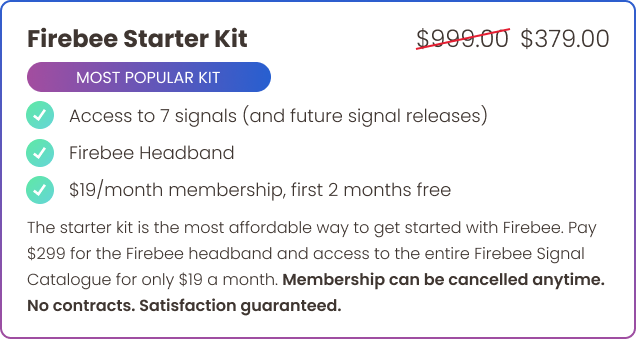 Firebee Starter Kit $999.00 $379.00
MOST POPULAR KIT
Access to 7 signals (and future signal releases)
Firebee Headband
$19/month membership, first 2 months free
The starter kit is the most affordable way to get started with Firebee. Pay
$299 for the Firebee headband and access to the entire Firebee Signal
Catalogue for only $19 a month. Membership can be cancelled anytime.
No contracts. Satisfaction guaranteed.